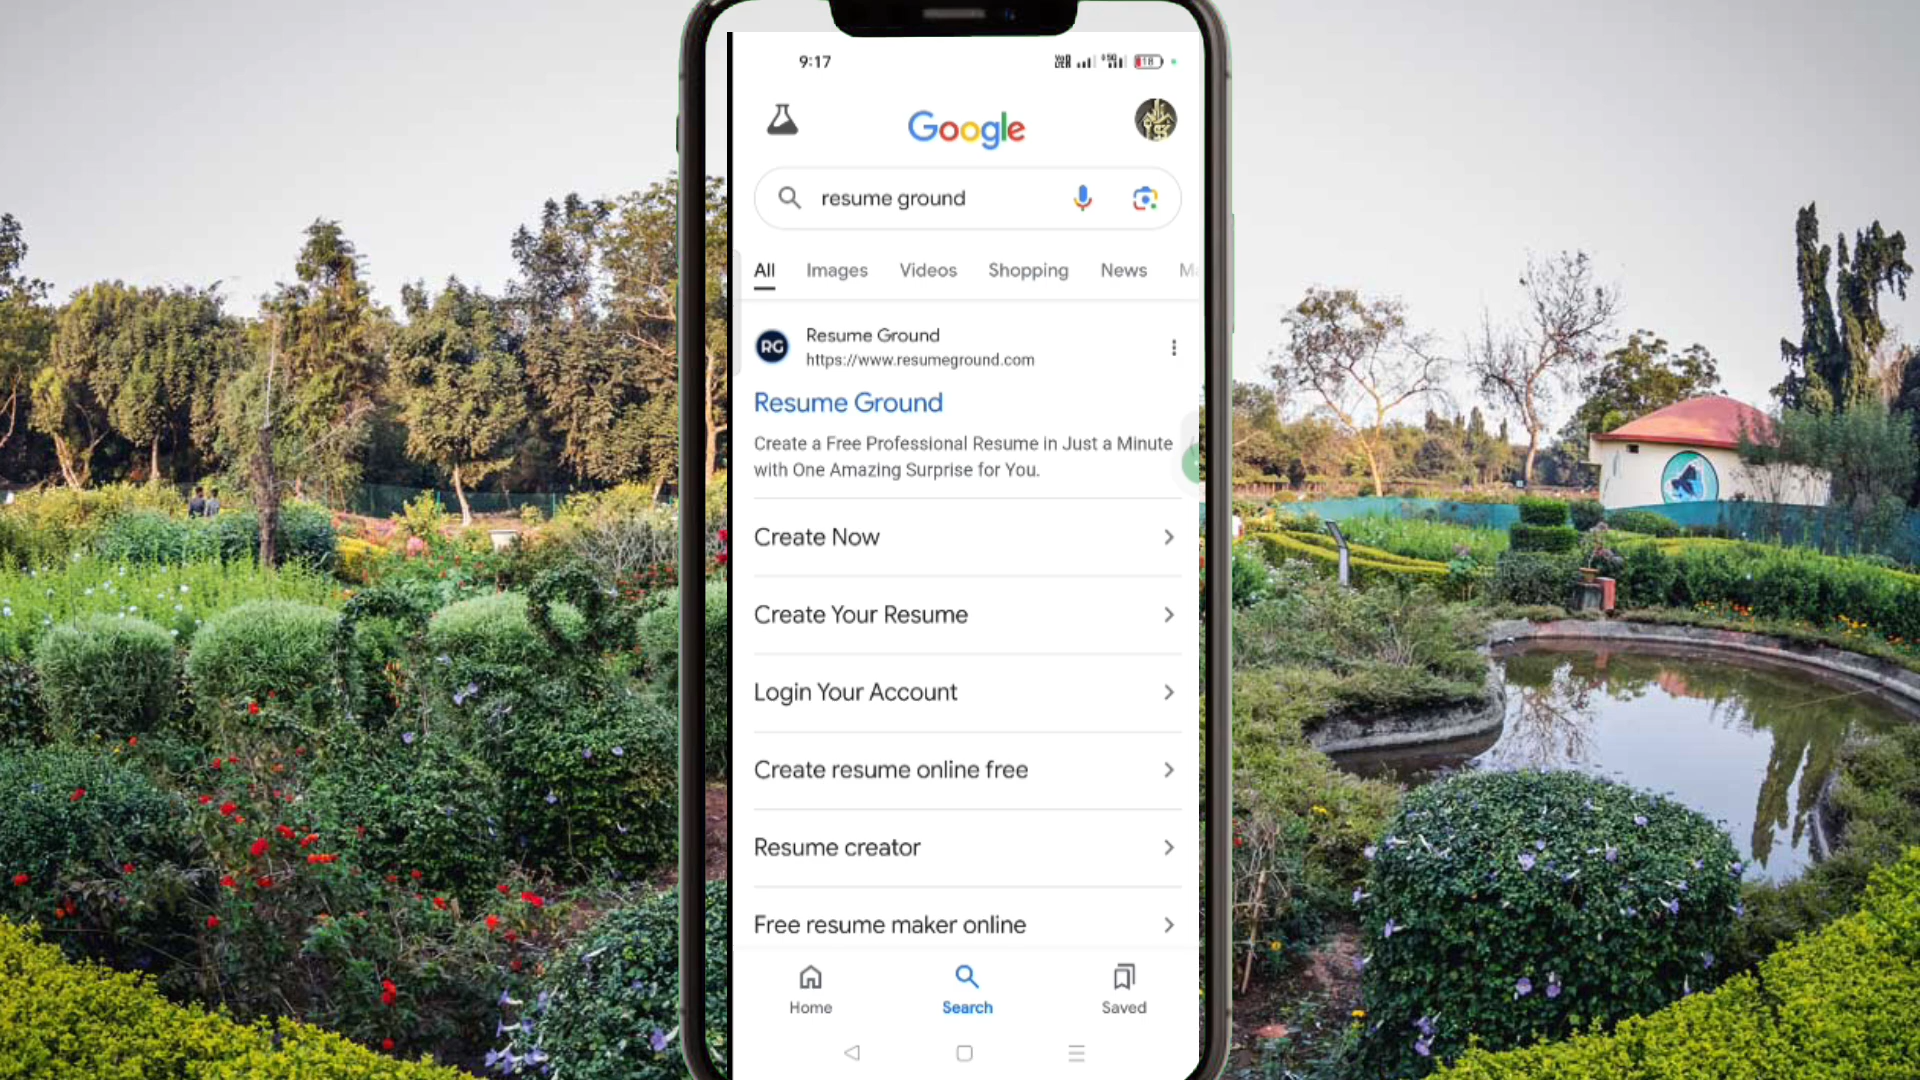 9:17
18
Google
resume ground
All Images Videos Shopping News
RG
Resume Ground
https://www.resumeground.com
Resume Ground
Create a Free Professional Resume in Just a Minute
with One Amazing Surprise for You.
Create Now
Create Your Resume
Login Your Account
Create resume online free
Resume creator
Free resume maker online
Home Search Saved